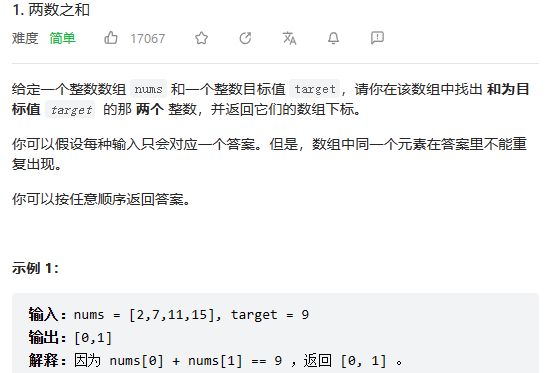 1. 两数之和
难度 简单 17067
给定一个整数数组 nums 和一个整数目标值 target，请你在该数组中找出 和为目
标值 target 的那 两个 整数，并返回它们的数组下标。
你可以假设每种输入只会对应一个答案。但是，数组中同一个元素在答案里不能重
复出现。
你可以按任意顺序返回答案。
示例 1：
输入：nums = [2,7,11,15], target = 9
输出：[0,1]
解释：因为 nums[0] + nums[1] == 9 ，返回 [0, 1] 。